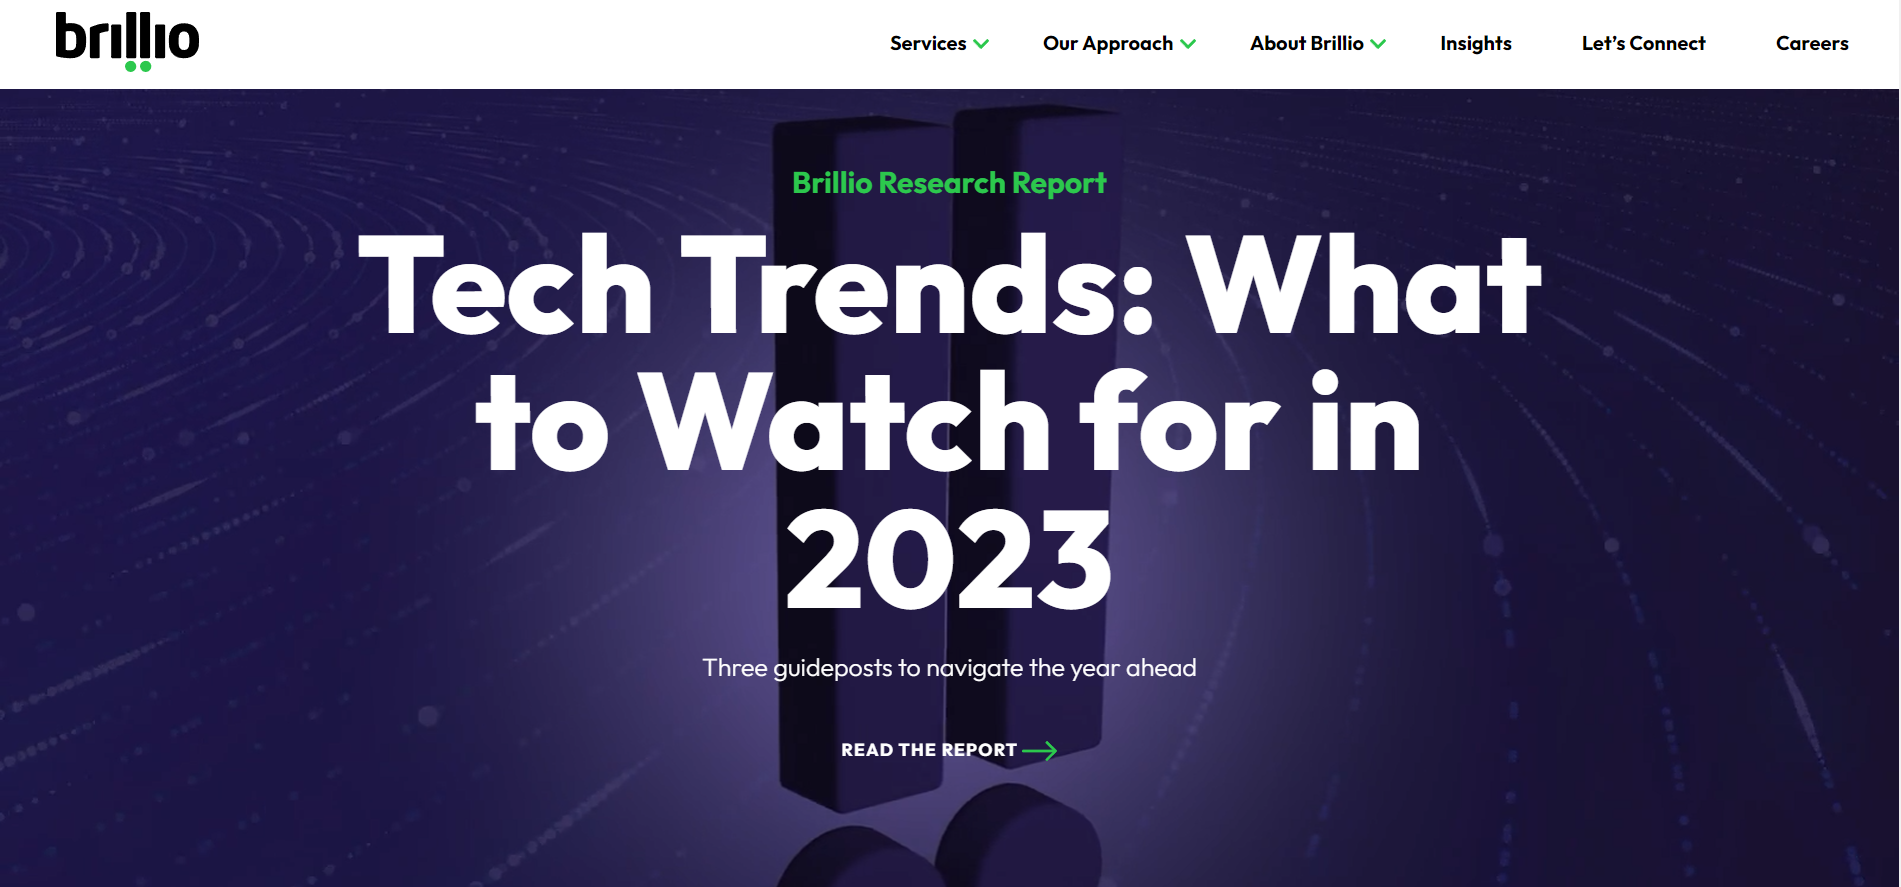 brillio
Services
Our Approach
About Brillio
Insights
Let’s Connect
Careers
Brillio Research Report
Tech Trends: What
to Watch for in
2023
Three guideposts to navigate the year ahead
READ THE REPORT